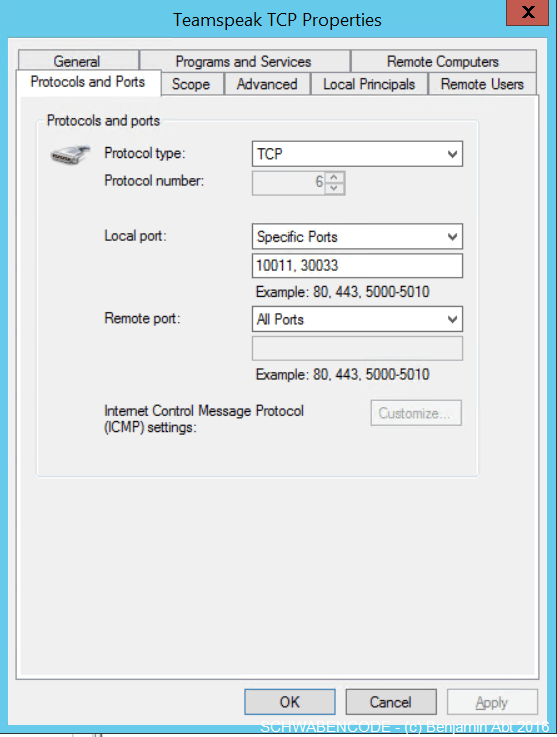 Teamspeak TCP Properties
x
General Programs and Services Remote Computers
Protocols and Ports Scope Advanced Local Principals Remote Users
Protocols and ports
Protocol type: TCP
Protocol number: 6
Local port: Specific Ports
10011, 30033
Example: 80, 443, 5000-5010
Remote port: All Ports
Example: 80, 443, 5000-5010
Internet Control Message Protocol
(ICMP) settings:
Customize...
OK Cancel Apply
SCHWABENCODE - (c) Benjamin Abt 2016